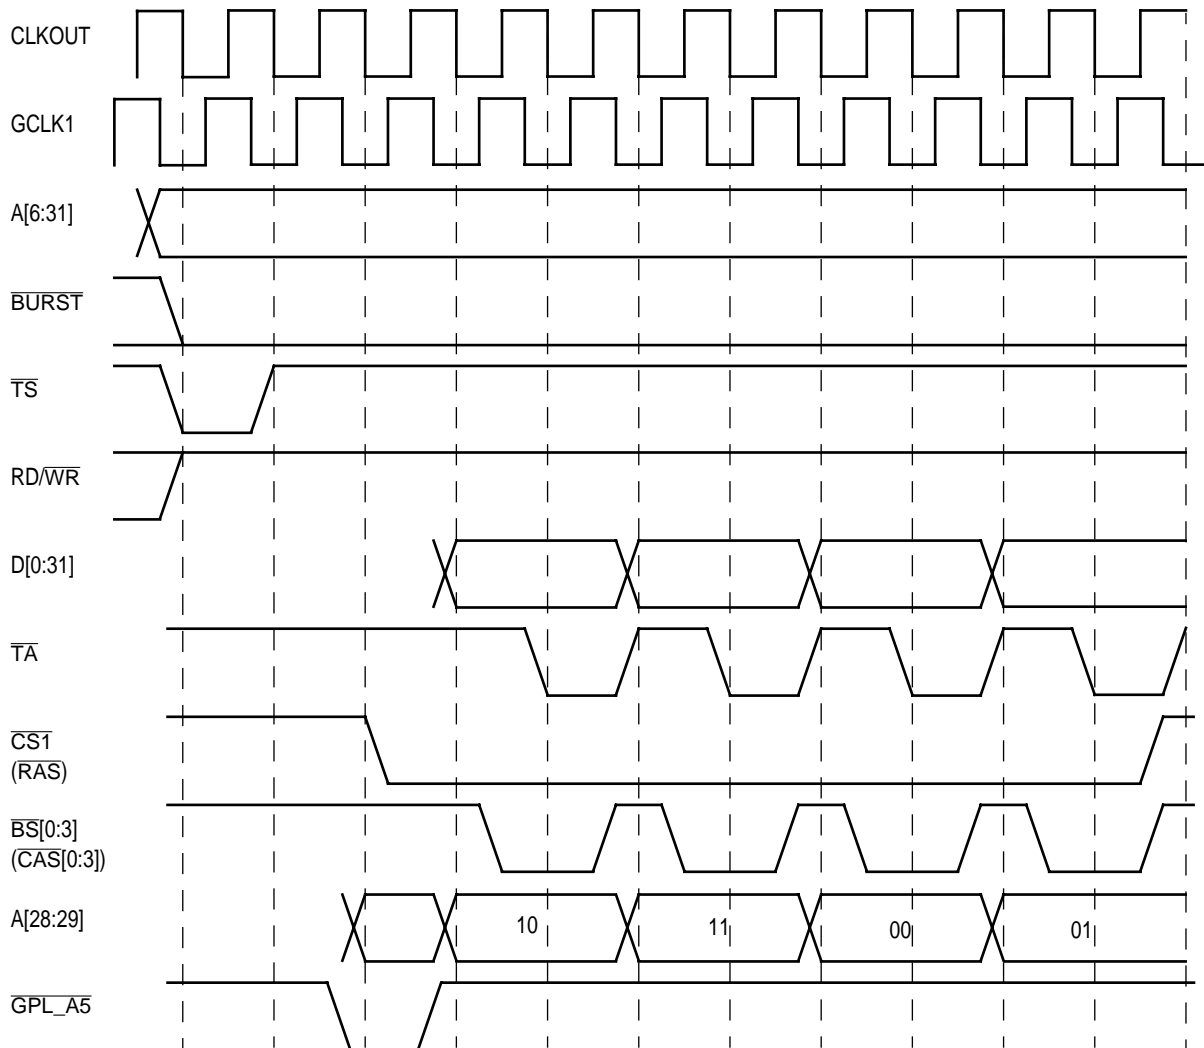 CLKOUT
GCLK1
A[6:31]
BURST
TS
RD/WR
D[0:31]
TA
CS1
(RAS)
BS[0:3]
(CAS[0:3])
A[28:29]
10 11 00 01
GPL_A5